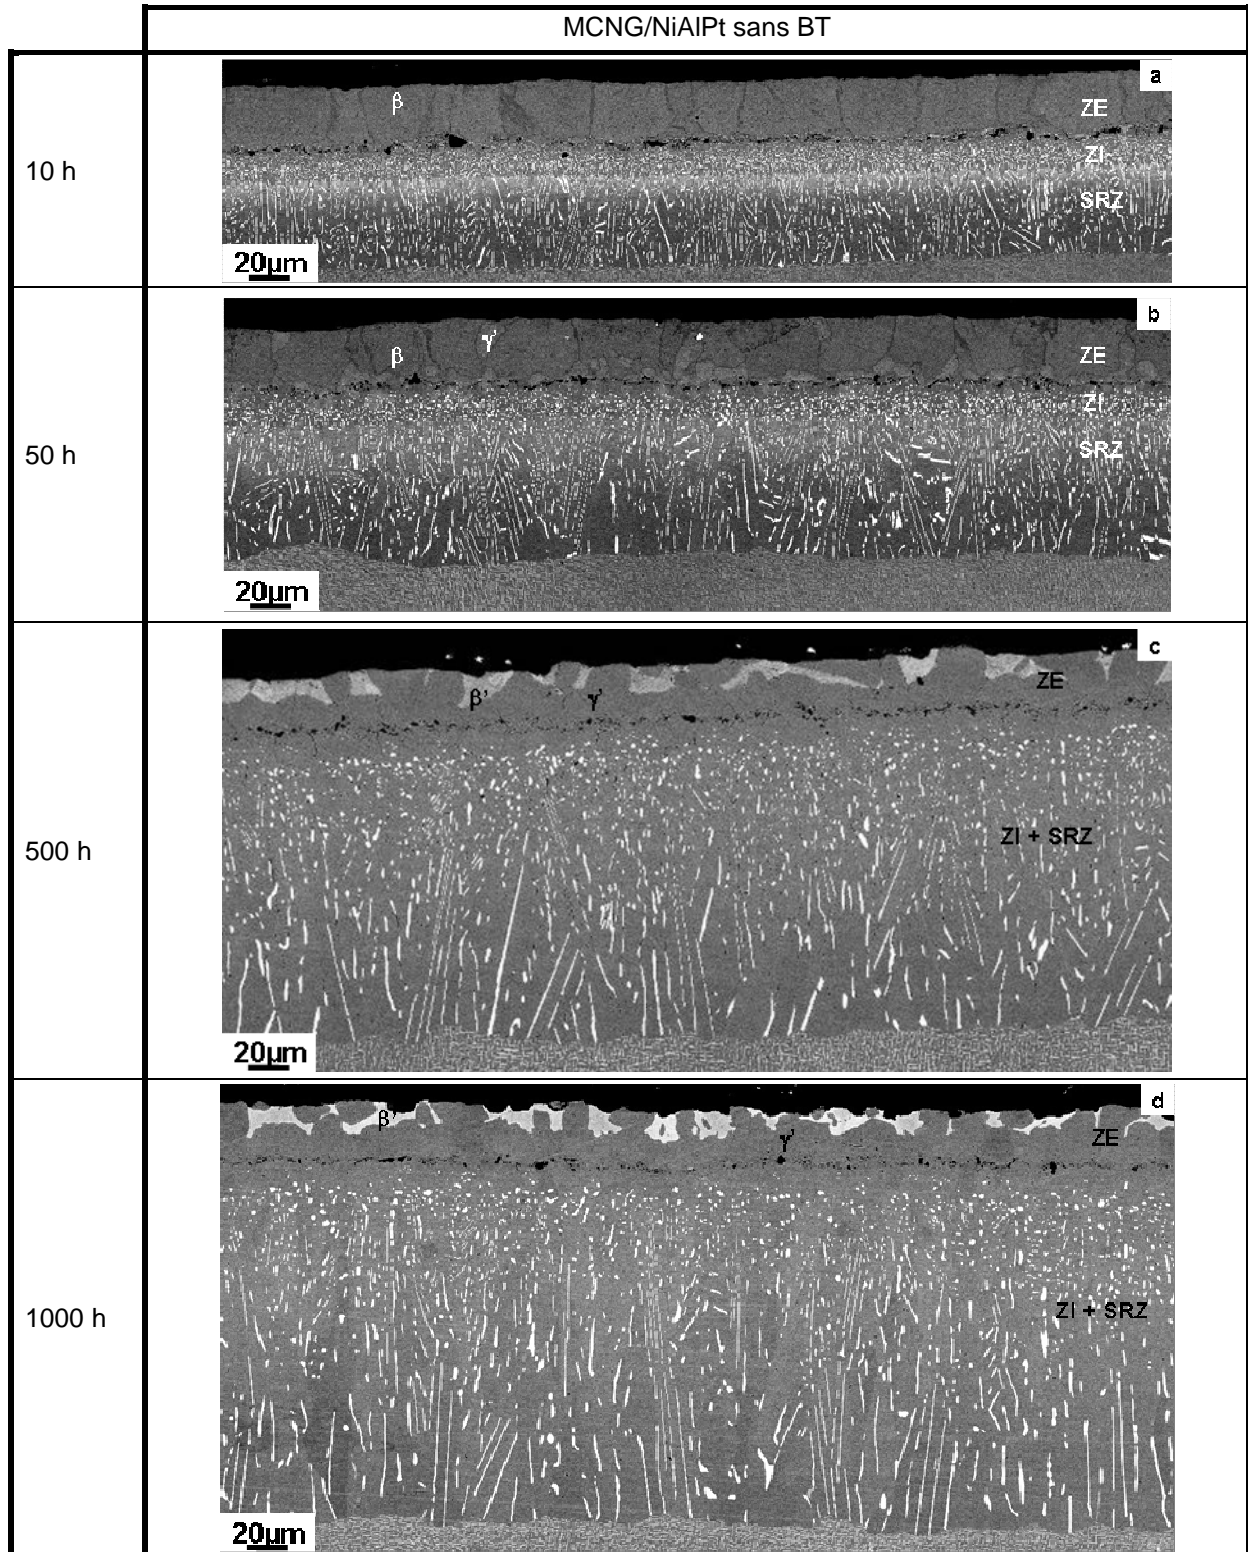 MCNG/NiAlPt sans BT
10 h
a
β
ZE
ZI
SRZ
20µm
50 h
b
β
γ'
ZE
ZI
SRZ
20µm
500 h
c
β'
γ'
ZE
ZI + SRZ
20µm
1000 h
d
β'
γ'
ZE
ZI + SRZ
20µm